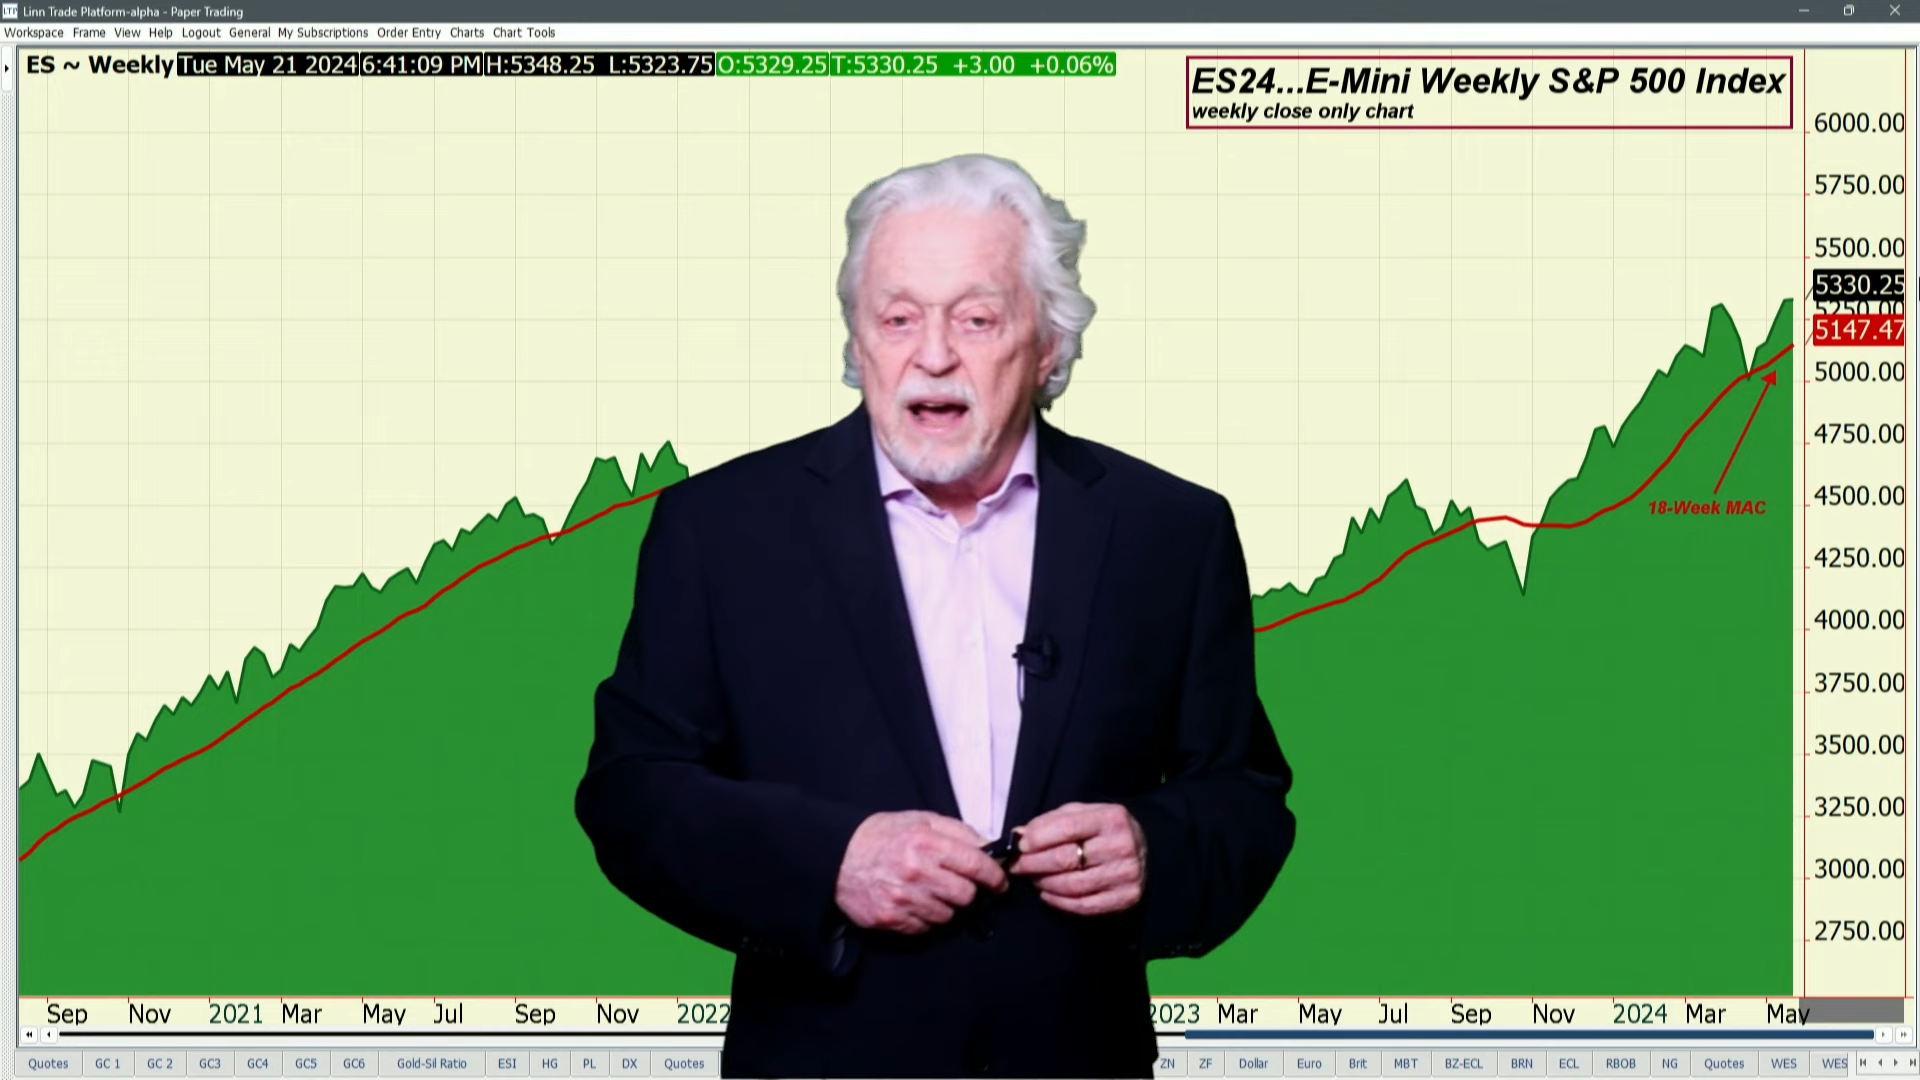 LTP Linn Trade Platform-alpha - Paper Trading
Workspace Frame View Help Logout General My Subscriptions Order Entry Charts Chart Tools
ES ~ Weekly Tue May 21 2024 6:41:09 PM H:5348.25 L:5323.75 O:5329.25 T:5330.25 +3.00 +0.06%
ES24...E-Mini Weekly S&P 500 Index
weekly close only chart
6000.00
5750.00
5500.00
5330.25
5250.00
5147.47
5000.00
4750.00
4500.00
18-Week MAC
4250.00
4000.00
3750.00
3500.00
3250.00
3000.00
2750.00
Sep Nov 2021 Mar May Jul Sep Nov 2022 2023 Mar May Jul Sep Nov 2024 Mar May
Quotes GC 1 GC 2 GC3 GC4 GC5 GC6 Gold-Sil Ratio ESI HG PL DX Quotes ZN ZF Dollar Euro Brit MBT BZ-ECL BRN ECL RBOB NG Quotes WES WES